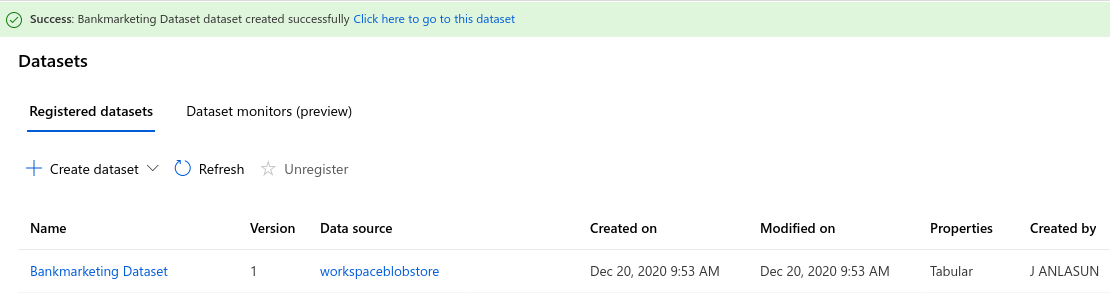 Success: Bankmarketing Dataset dataset created successfully Click here to go to this dataset
Datasets
Registered datasets Dataset monitors (preview)
Create dataset Refresh Unregister
Name Version Data source Created on Modified on Properties Created by
Bankmarketing Dataset 1 workspaceblobstore Dec 20, 2020 9:53 AM Dec 20, 2020 9:53 AM Tabular J ANLASUN